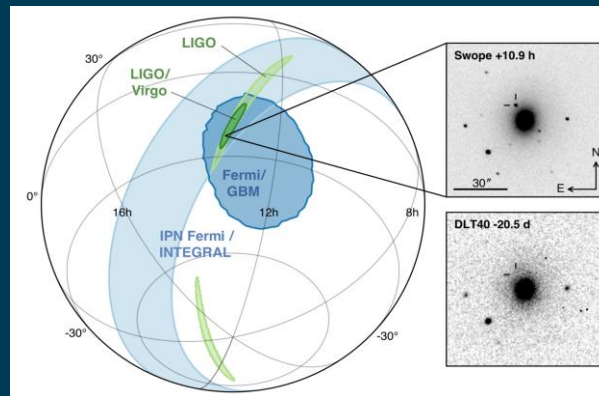 LIGO
30°
LIGO/
Virgo
Fermi/
GBM
0°
16h
12h
8h
IPN Fermi /
INTEGRAL
-30°
-30°
Swope +10.9 h
N
30"
E
DLT40 -20.5 d